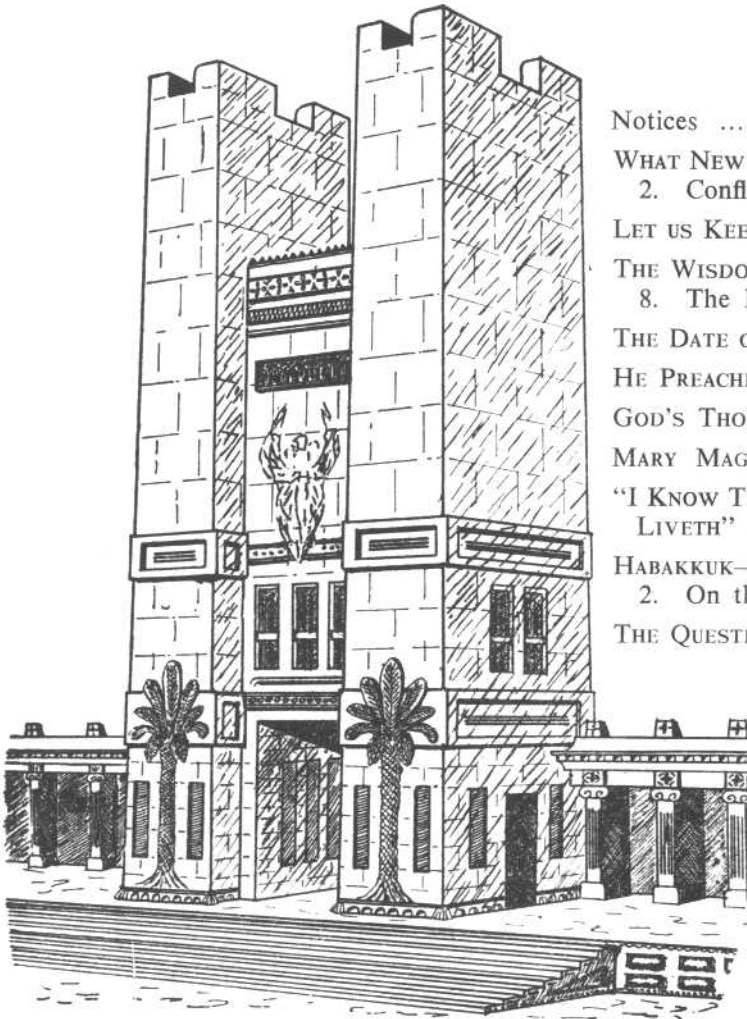 Notices ...
WHAT NEW
2. Confl
LET US KEE
THE WISDO
8. The
THE DATE
HE PREACH
GOD'S THO
MARY MAG
"I KNOW T
LIVETH"
HABAKKUK—
2. On th
THE QUEST